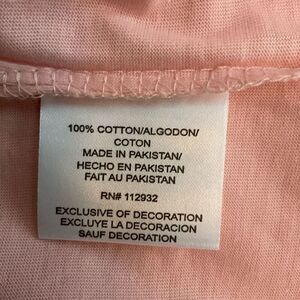 100% COTTON/ALGODON/
COTON
MADE IN PAKISTAN/
HECHO EN PAKISTAN
FAIT AU PAKISTAN
RN# 112932
EXCLUSIVE OF DECORATION
EXCLUYE LA DECORACION
SAUF DECORATION